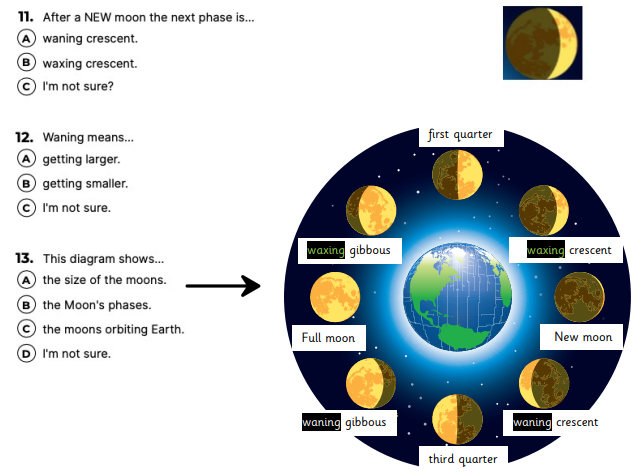 11. After a NEW moon the next phase is...
A waning crescent.
B waxing crescent.
C I'm not sure?
12. Waning means...
A getting larger.
B getting smaller.
C I'm not sure.
13. This diagram shows...
A the size of the moons.
B the Moon's phases.
C the moons orbiting Earth.
D I'm not sure.
first quarter
waxing gibbous
waxing crescent
Full moon
New moon
waning gibbous
waning crescent
third quarter